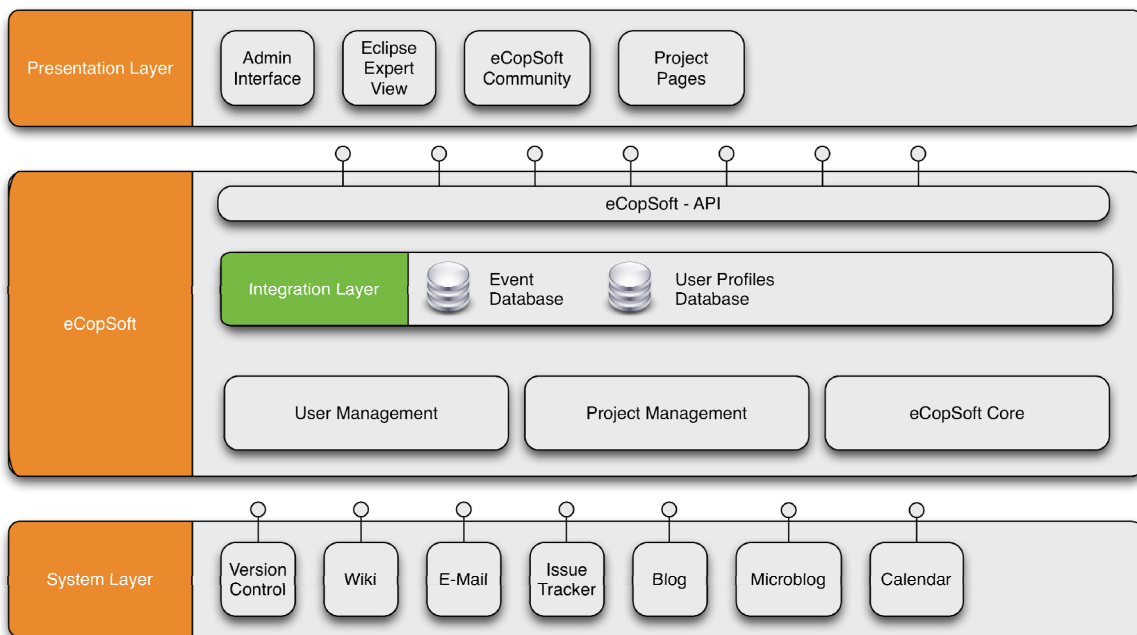 Presentation Layer
Admin
Interface
Eclipse
Expert
View
eCopSoft
Community
Project
Pages
eCopSoft
eCopSoft - API
Integration Layer
Event
Database
User Profiles
Database
User Management
Project Management
eCopSoft Core
System Layer
Version
Control
Wiki
E-Mail
Issue
Tracker
Blog
Microblog
Calendar